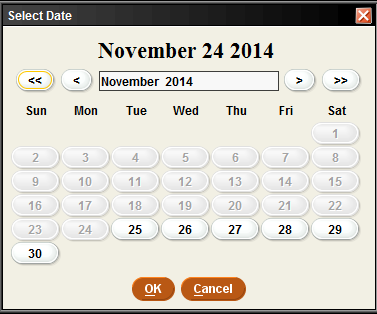 Select Date
November 24 2014
<< < November 2014 > >>
Sun Mon Tue Wed Thu Fri Sat
1
2 3 4 5 6 7 8
9 10 11 12 13 14 15
16 17 18 19 20 21 22
23 24 25 26 27 28 29
30
OK Cancel